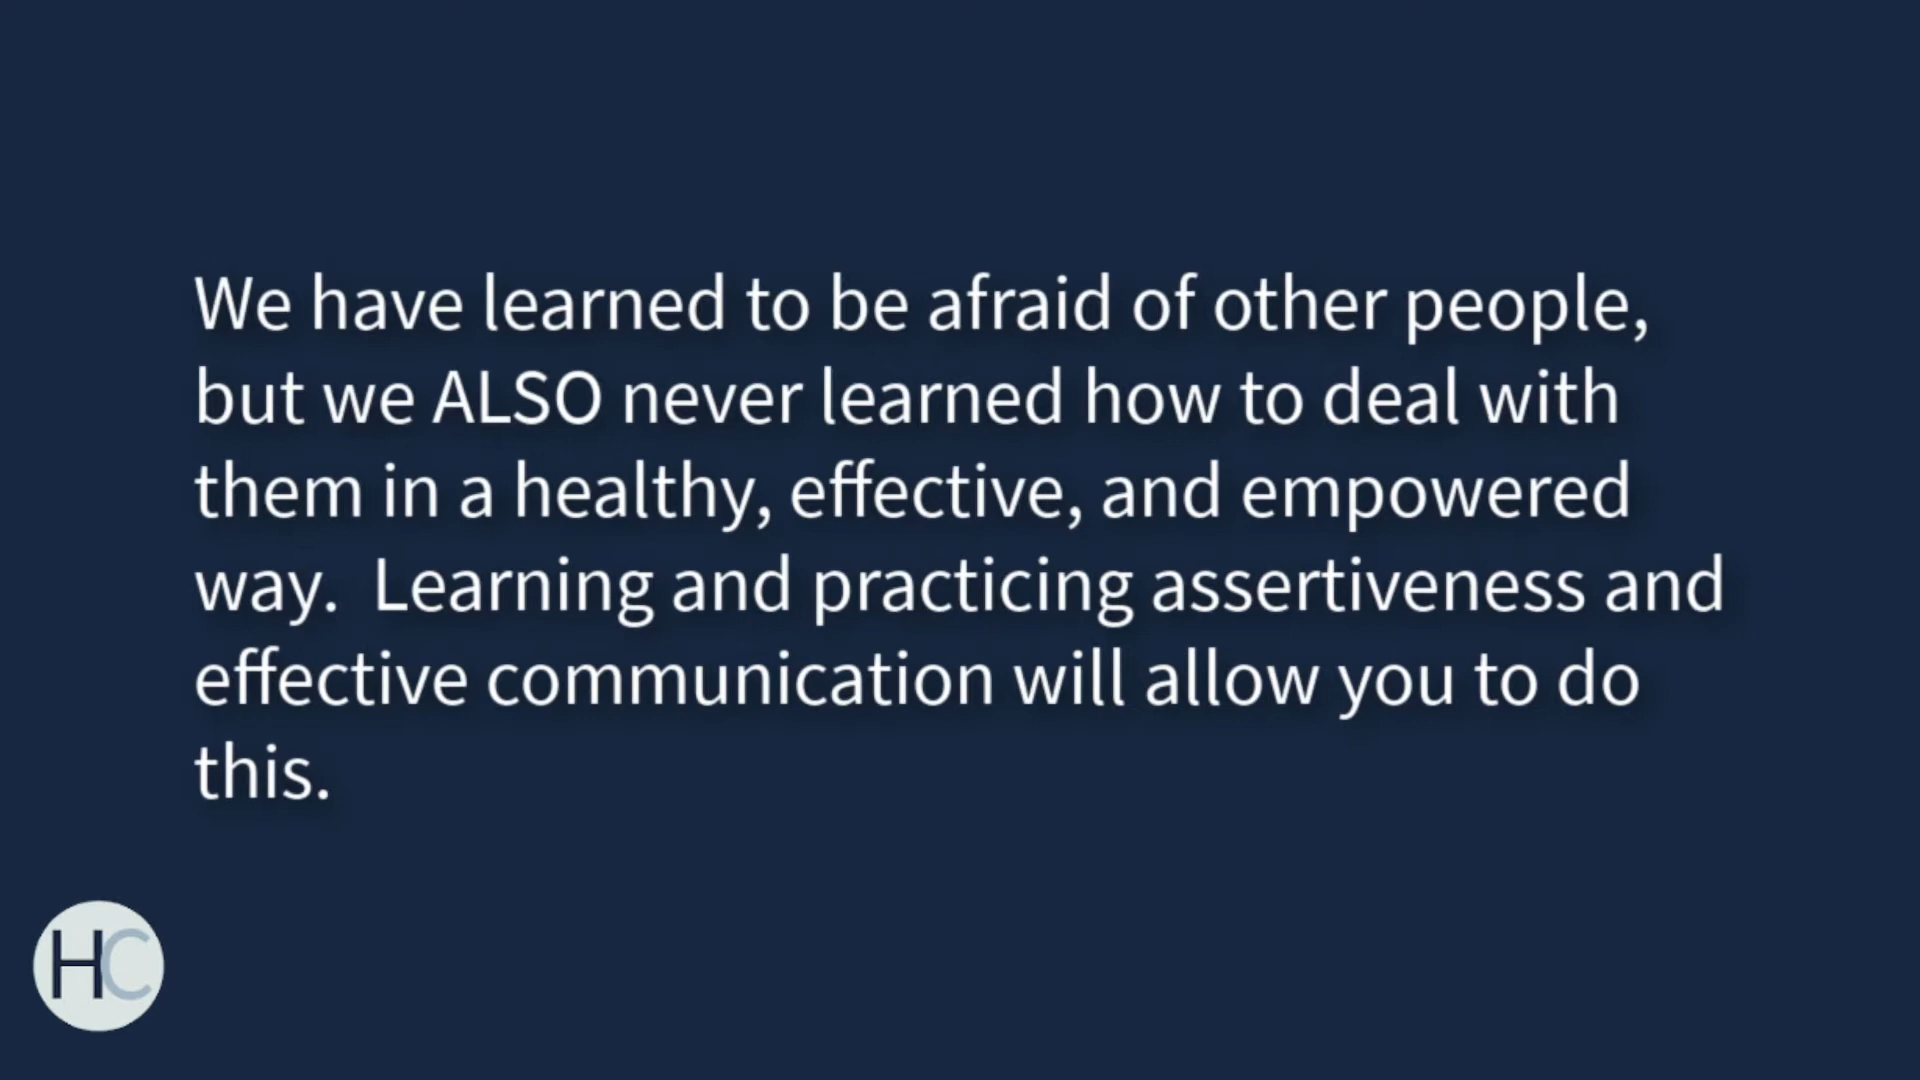 We have learned to be afraid of other people,
but we ALSO never learned how to deal with
them in a healthy, effective, and empowered
way.  Learning and practicing assertiveness and
effective communication will allow you to do
this.
HC